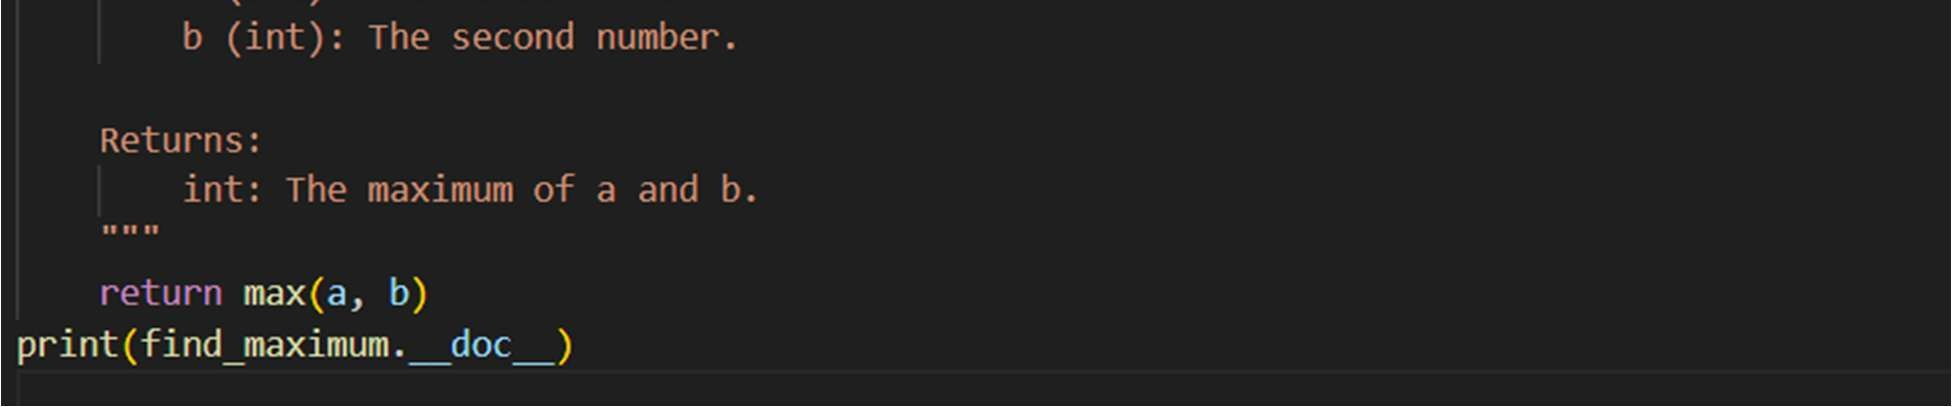 b (int): The second number.
Returns:
int: The maximum of a and b.
"""
return max(a, b)
print(find_maximum.__doc__)